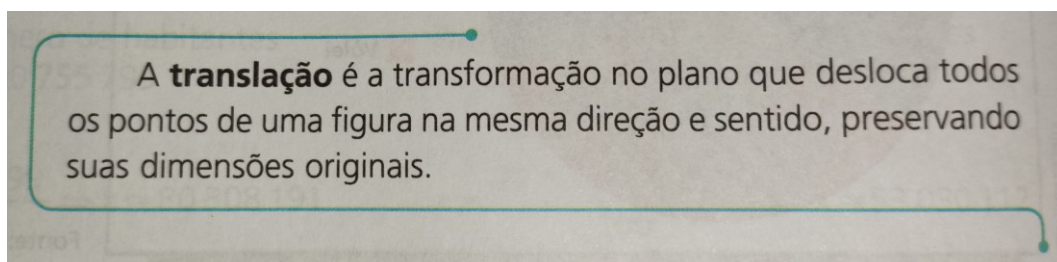 A translação é a transformação no plano que desloca todos
os pontos de uma figura na mesma direção e sentido, preservando
suas dimensões originais.